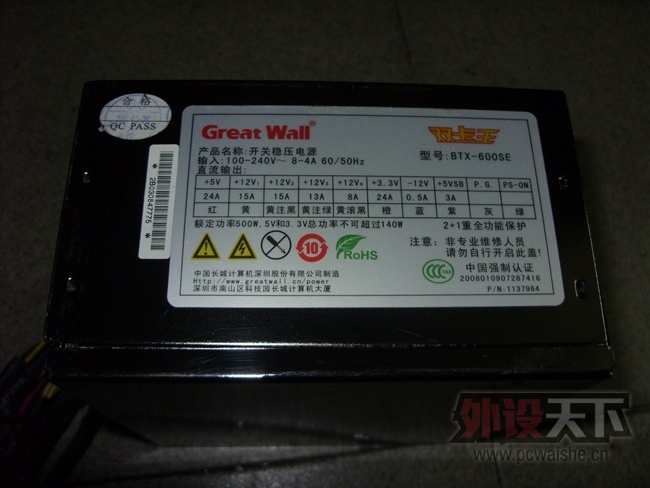 合格
QC PASS
* 2B030847775 *
Great Wall®
双卡王
产品名称:开关稳压电源
型号:BTX-600SE
输入:100-240V~ 8-4A 60/50Hz
直流输出:
+5V +12V1 +12V2 +12V3 +12V4 +3.3V -12V +5VSB P.G. PS-ON
24A 15A 15A 13A 8A 24A 0.5A 3A
红 黄 黄注黑 黄注绿 黄滚黑 橙 蓝 紫 灰 绿
额定功率500W,5V和3.3V总功率不可超过140W
2+1重全功能保护
10
RoHS
注意: 非专业维修人员
请勿自行开启此盖!
中国长城计算机深圳股份有限公司制造
Http://www.greatwall.cn/power
深圳市南山区科技园长城计算机大厦
中国强制认证
2008010907287416
P/N:1137964
外设天下
www.pcwaishe.cn